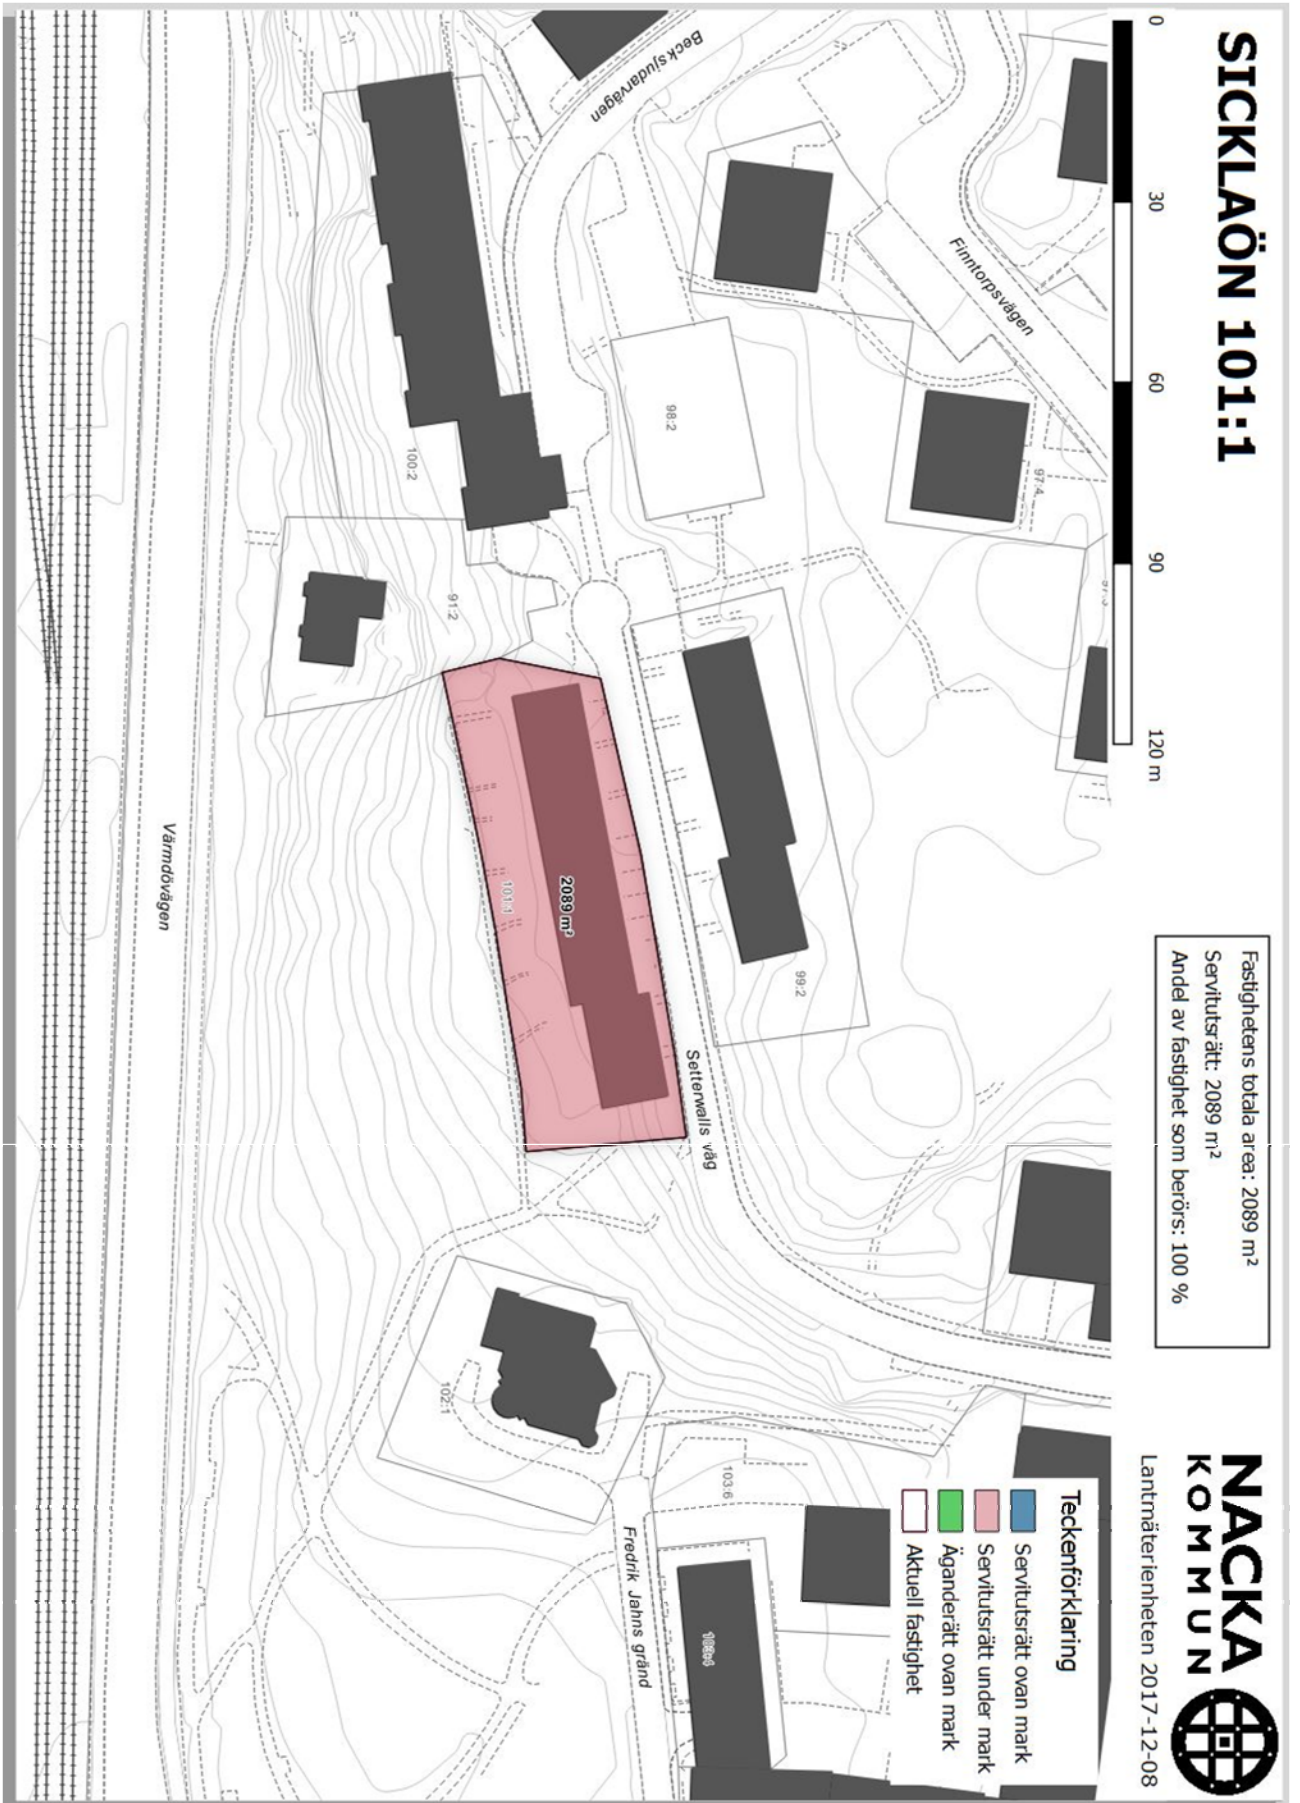 SICKLAÖN 101:1
0 30 60 90 120 m
Fastighetens totala area: 2089 m²
Servitutsrätt: 2089 m²
Andel av fastighet som berörs: 100 %
NACKA
KOMMUN
Lantmäterienheten 2017-12-08
Teckenförklaring
Servitutsrätt ovan mark
Servitutsrätt under mark
Äganderätt ovan mark
Aktuell fastighet
Becksjudarvägen
Finntorpsvägen
97:4
98:2
99:2
100:2
91:2
Setterwalls väg
2089 m²
101:1
103:6
103:4
102:1
Fredrik Jahns gränd
Värmdövägen